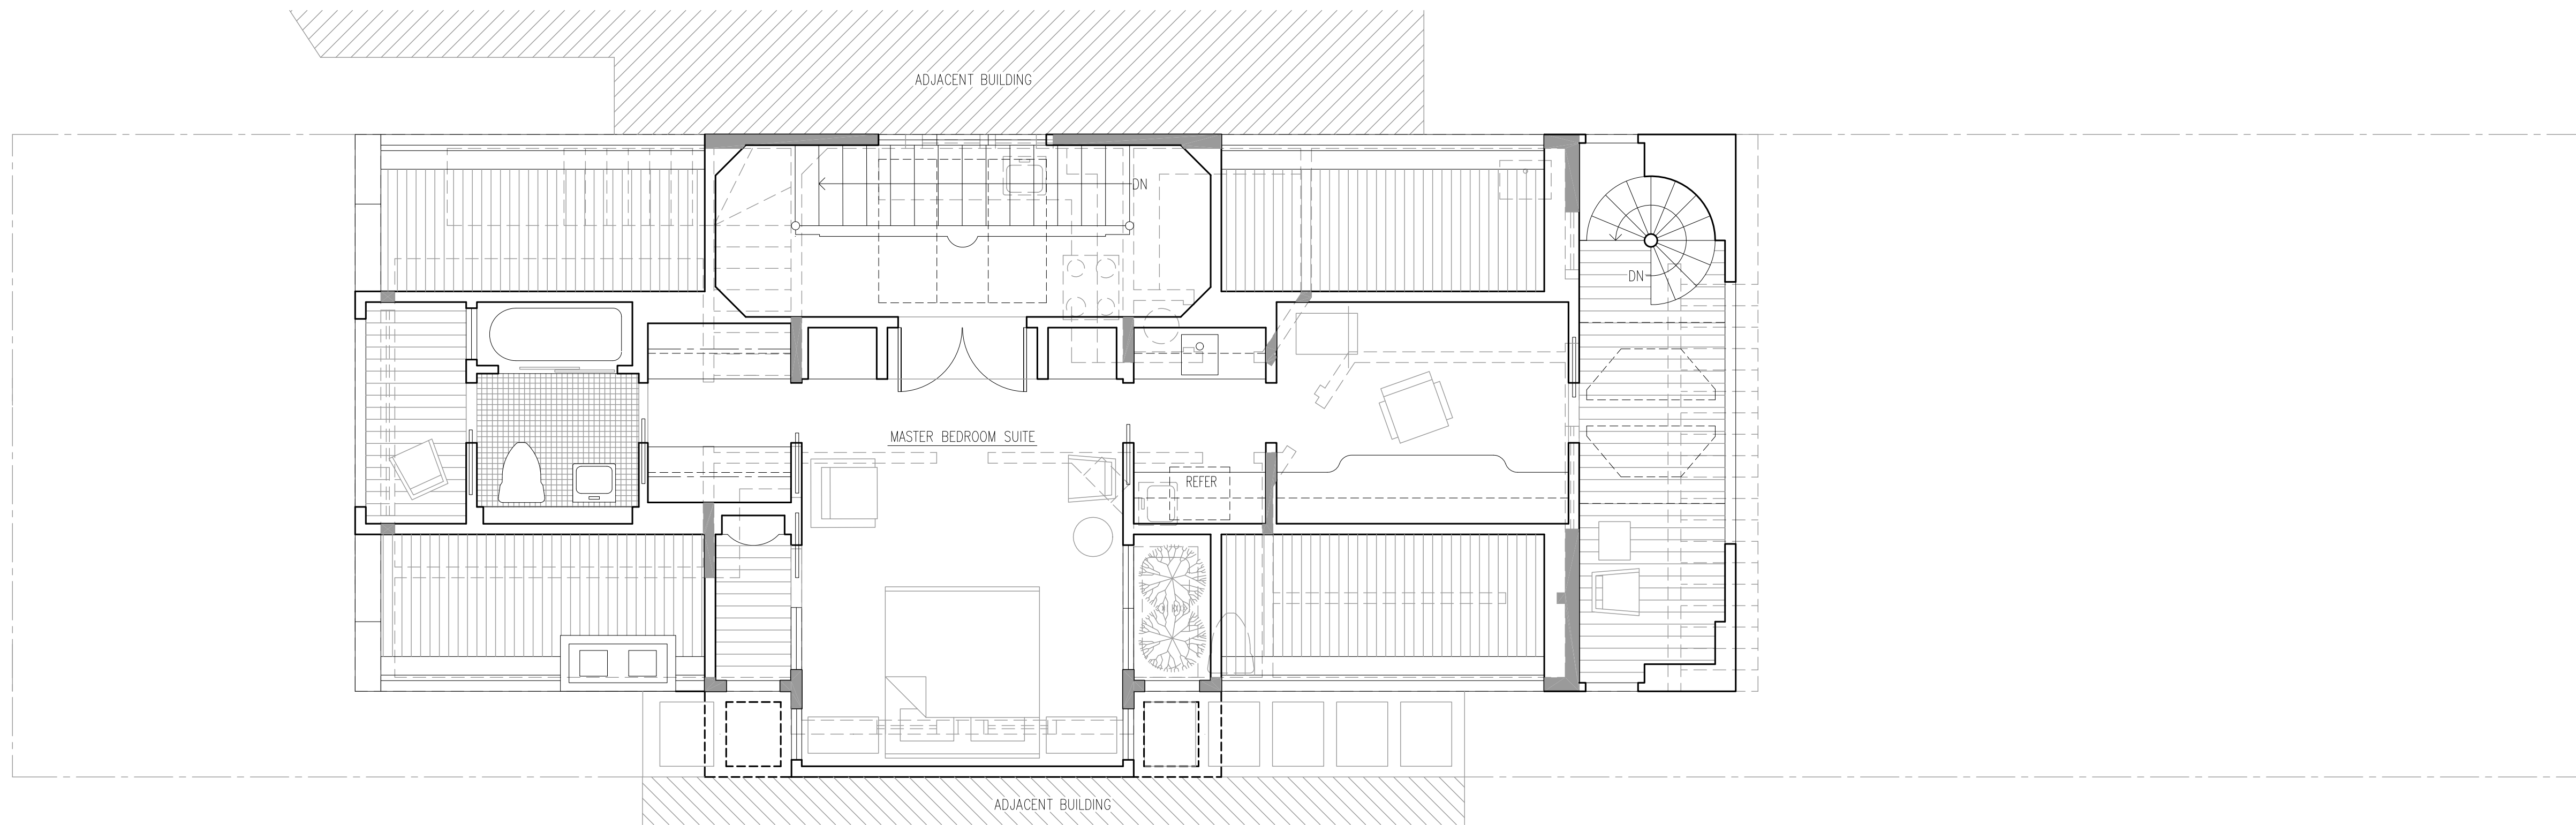 ADJACENT BUILDING
DN
DN
MASTER BEDROOM SUITE
REFER
ADJACENT BUILDING